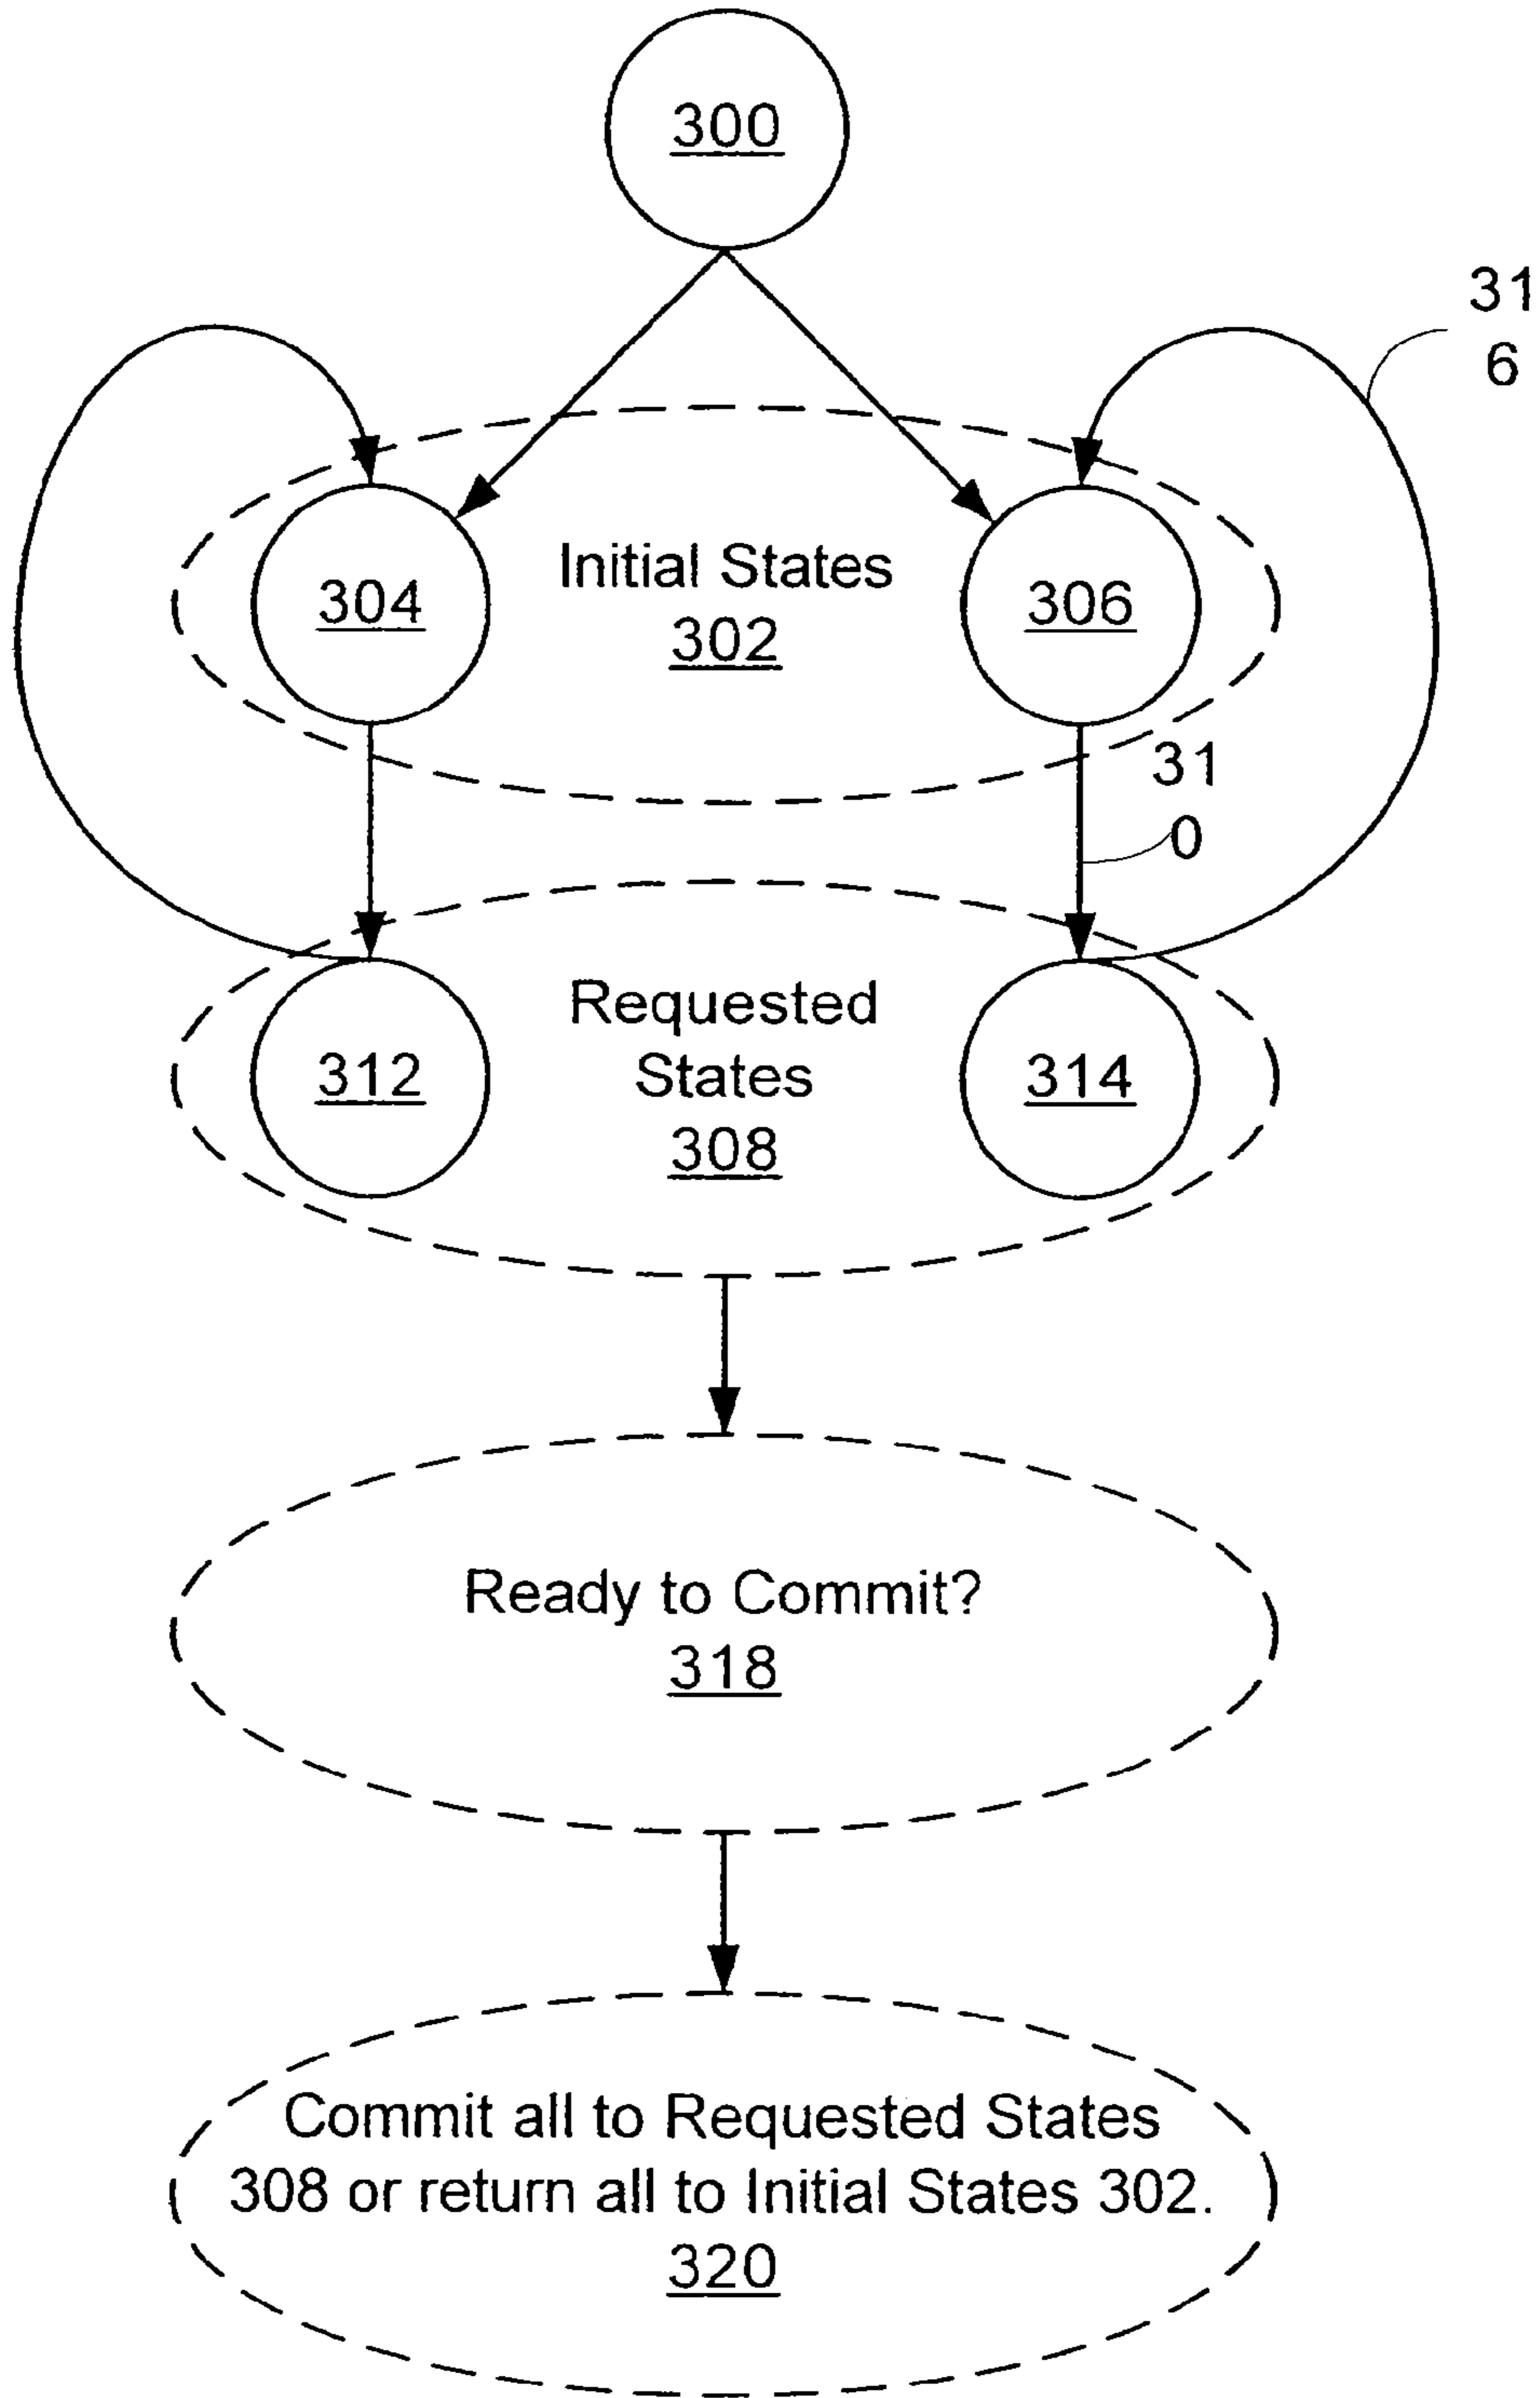 300
31
6
304
Initial States
302
306
31
0
312
Requested
States
308
314
Ready to Commit?
318
Commit all to Requested States
308 or return all to Initial States 302.
320